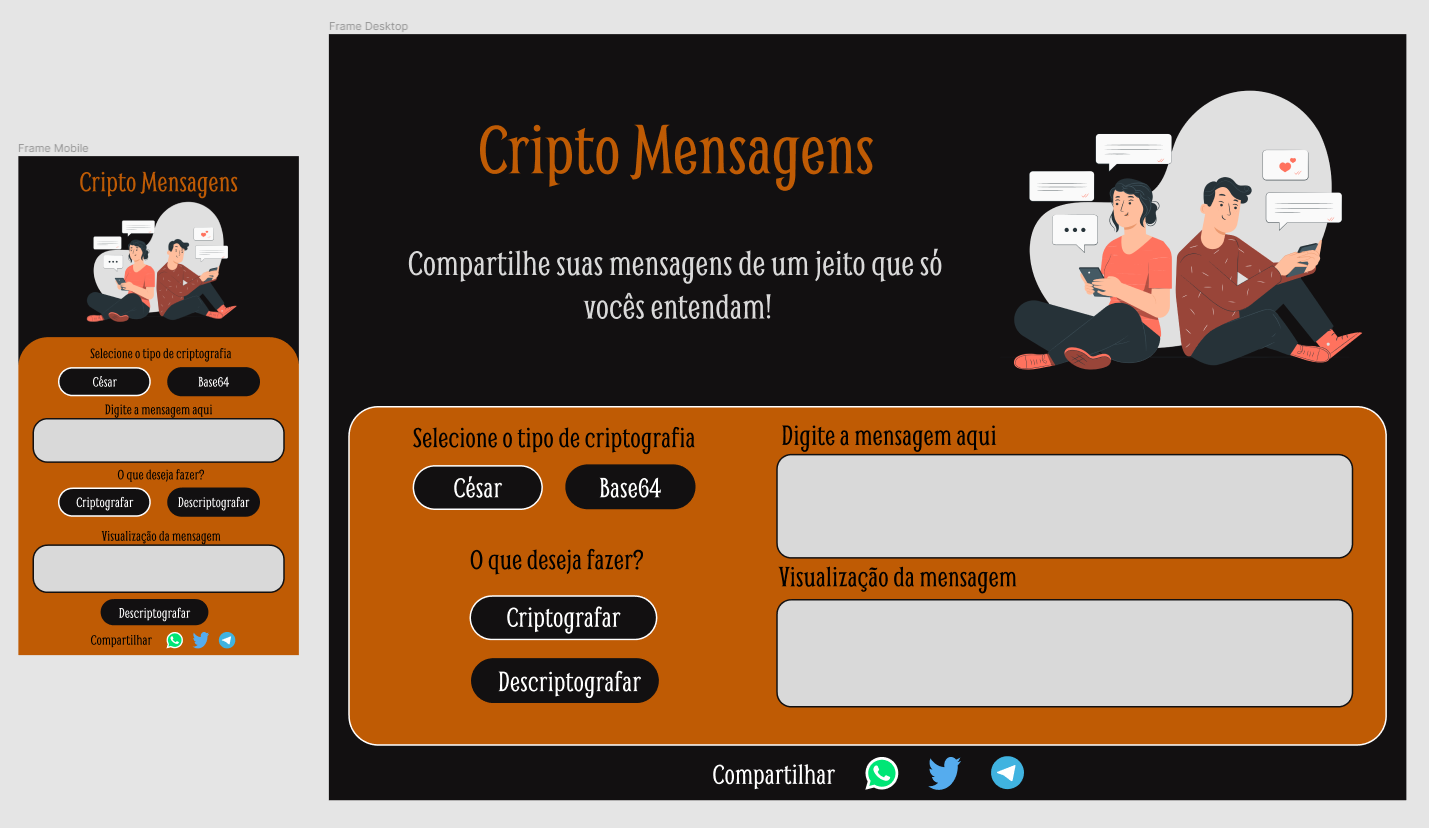 Frame Mobile
Cripto Mensagens
Selecione o tipo de criptografia
César Base64
Digite a mensagem aqui
O que deseja fazer?
Criptografar Descriptografar
Visualização da mensagem
Descriptografar
Compartilhar
Frame Desktop
Cripto Mensagens
Compartilhe suas mensagens de um jeito que só
vocês entendam!
Selecione o tipo de criptografia
César Base64
O que deseja fazer?
Criptografar
Descriptografar
Digite a mensagem aqui
Visualização da mensagem
Compartilhar